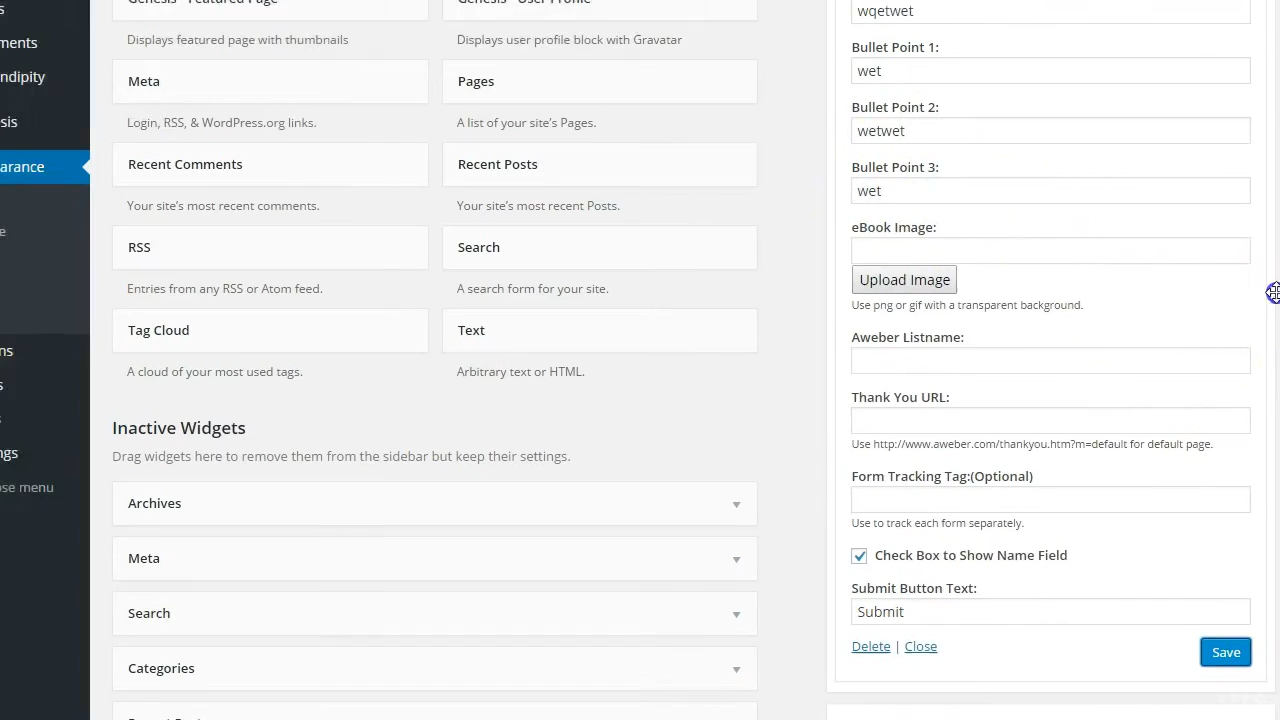 s
ments
ndipity
sis
arance
e
ns
s
s
ngs
ose menu
Genesis - Featured Page
Displays featured page with thumbnails
Genesis - User Profile
Displays user profile block with Gravatar
Meta
Login, RSS, & WordPress.org links.
Pages
A list of your site's Pages.
Recent Comments
Your site's most recent comments.
Recent Posts
Your site's most recent Posts.
RSS
Entries from any RSS or Atom feed.
Search
A search form for your site.
Tag Cloud
A cloud of your most used tags.
Text
Arbitrary text or HTML.
Inactive Widgets
Drag widgets here to remove them from the sidebar but keep their settings.
Archives
Meta
Search
Categories
wqetwet
Bullet Point 1:
wet
Bullet Point 2:
wetwet
Bullet Point 3:
wet
eBook Image:
Upload Image
Use png or gif with a transparent background.
Aweber Listname:
Thank You URL:
Use http://www.aweber.com/thankyou.htm?m=default for default page.
Form Tracking Tag:(Optional)
Use to track each form separately.
Check Box to Show Name Field
Submit Button Text:
Submit
Delete | Close
Save